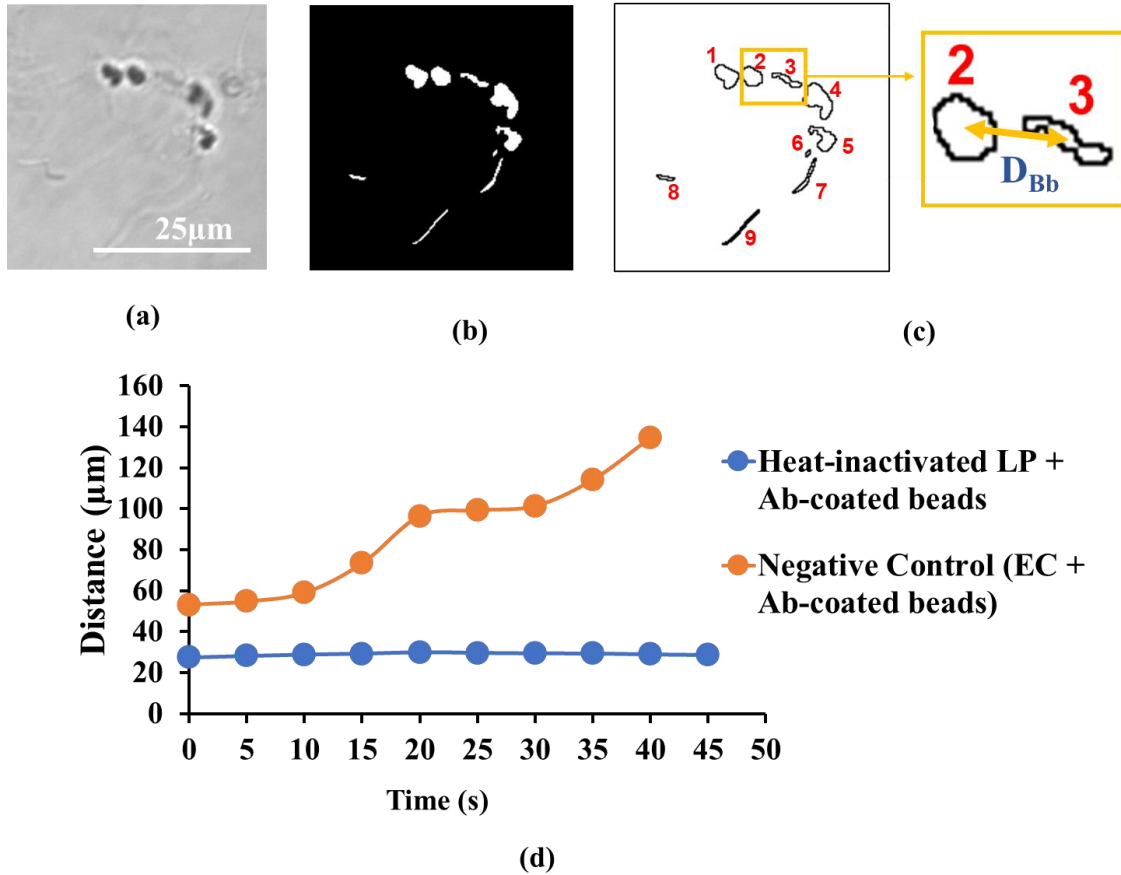 25μm
1
2
3
4
5
6
7
8
9
2
3
D_Bb
(a)
(b)
(c)
160
140
120
100
80
60
40
20
0
Distance (μm)
0 5 10 15 20 25 30 35 40 45 50
Time (s)
Heat-inactivated LP +
Ab-coated beads
Negative Control (EC +
Ab-coated beads)
(d)